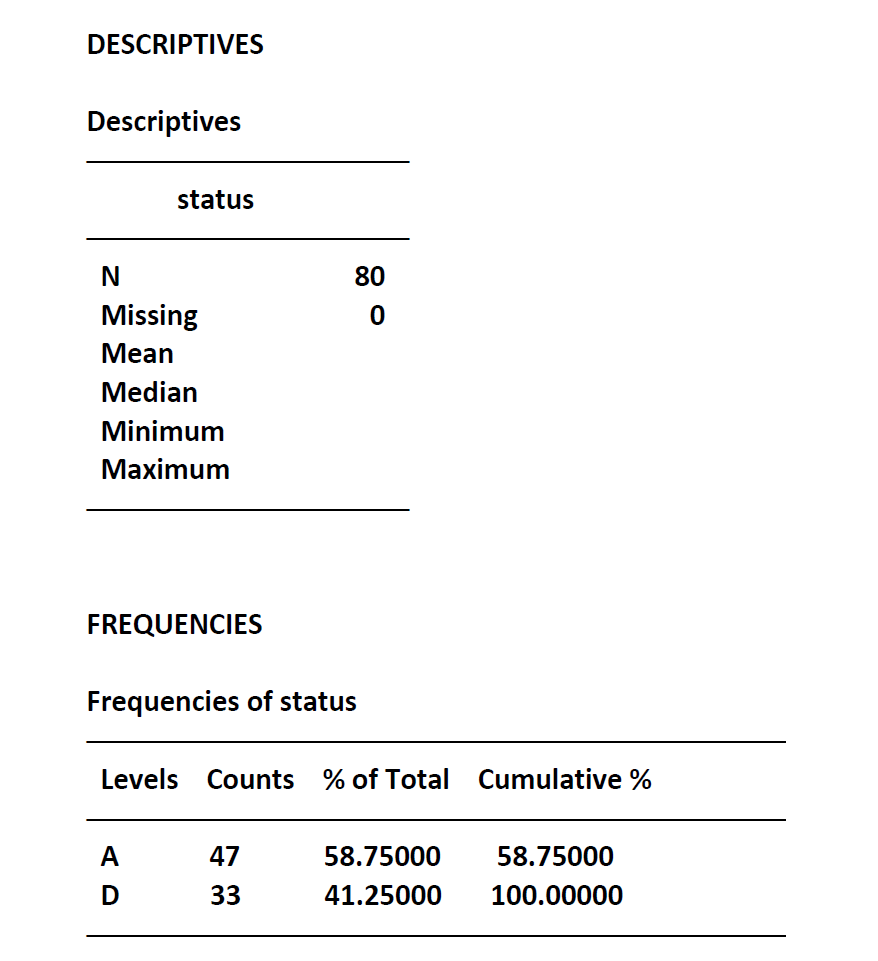 DESCRIPTIVES
Descriptives
status
N 80
Missing 0
Mean
Median
Minimum
Maximum
FREQUENCIES
Frequencies of status
Levels Counts % of Total Cumulative %
A 47 58.75000 58.75000
D 33 41.25000 100.00000